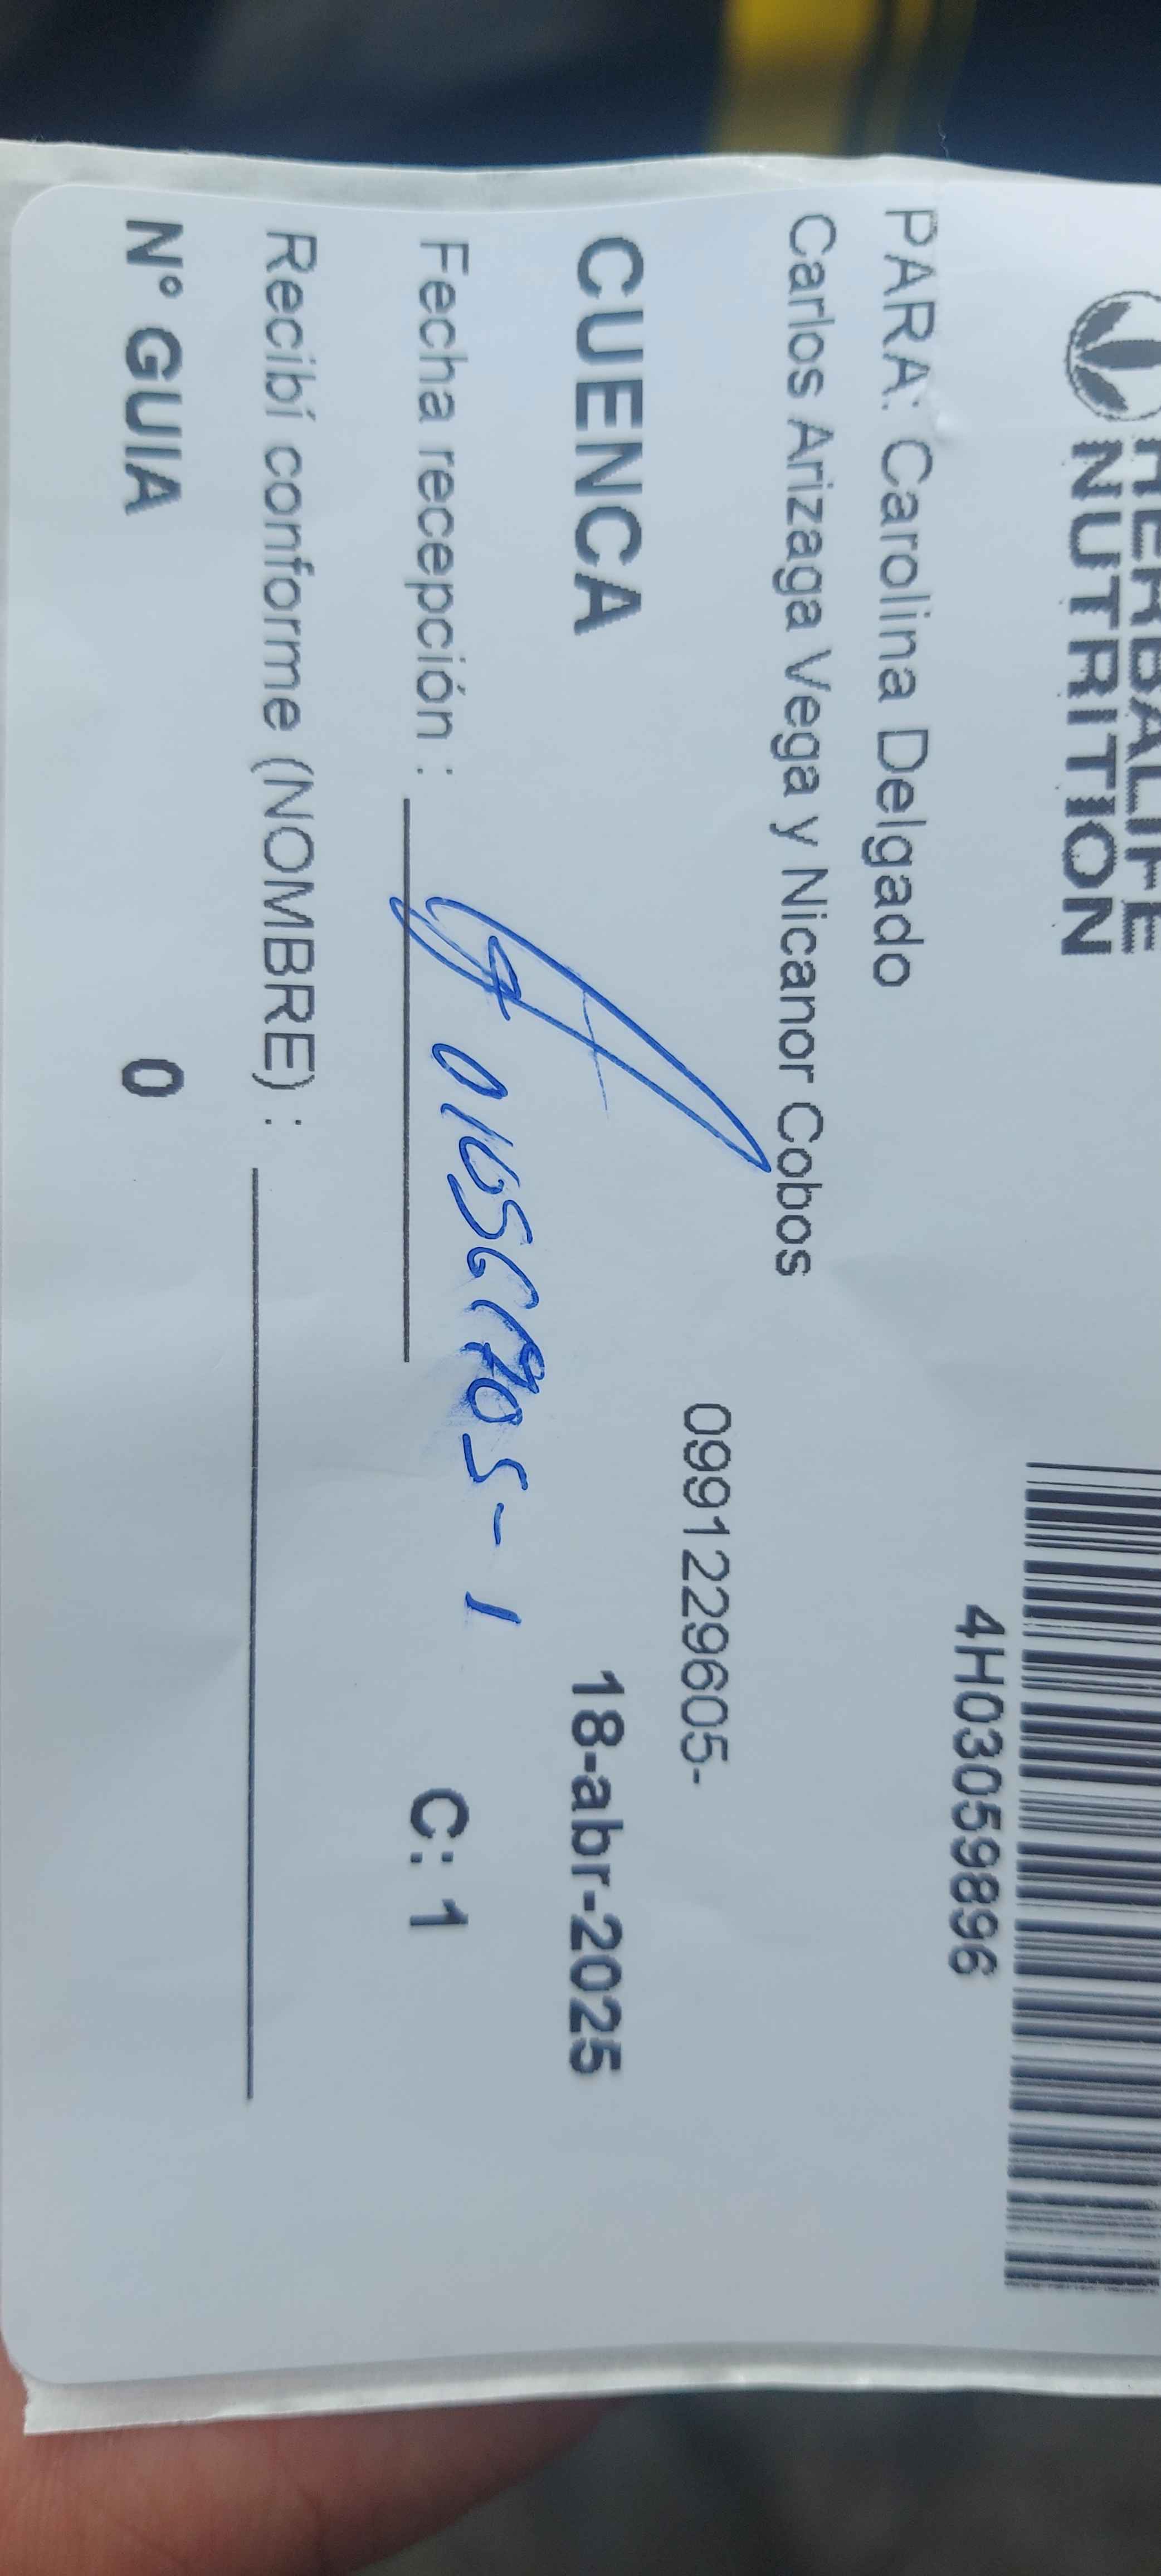 HERBALIFE
NUTRITION
4H03059896
PARA: Carolina Delgado
Carlos Arizaga Vega y Nicanor Cobos
0991229605-
CUENCA 18-abr-2025
Fecha recepción : C: 1
Recibí conforme (NOMBRE) :
N° GUIA 0